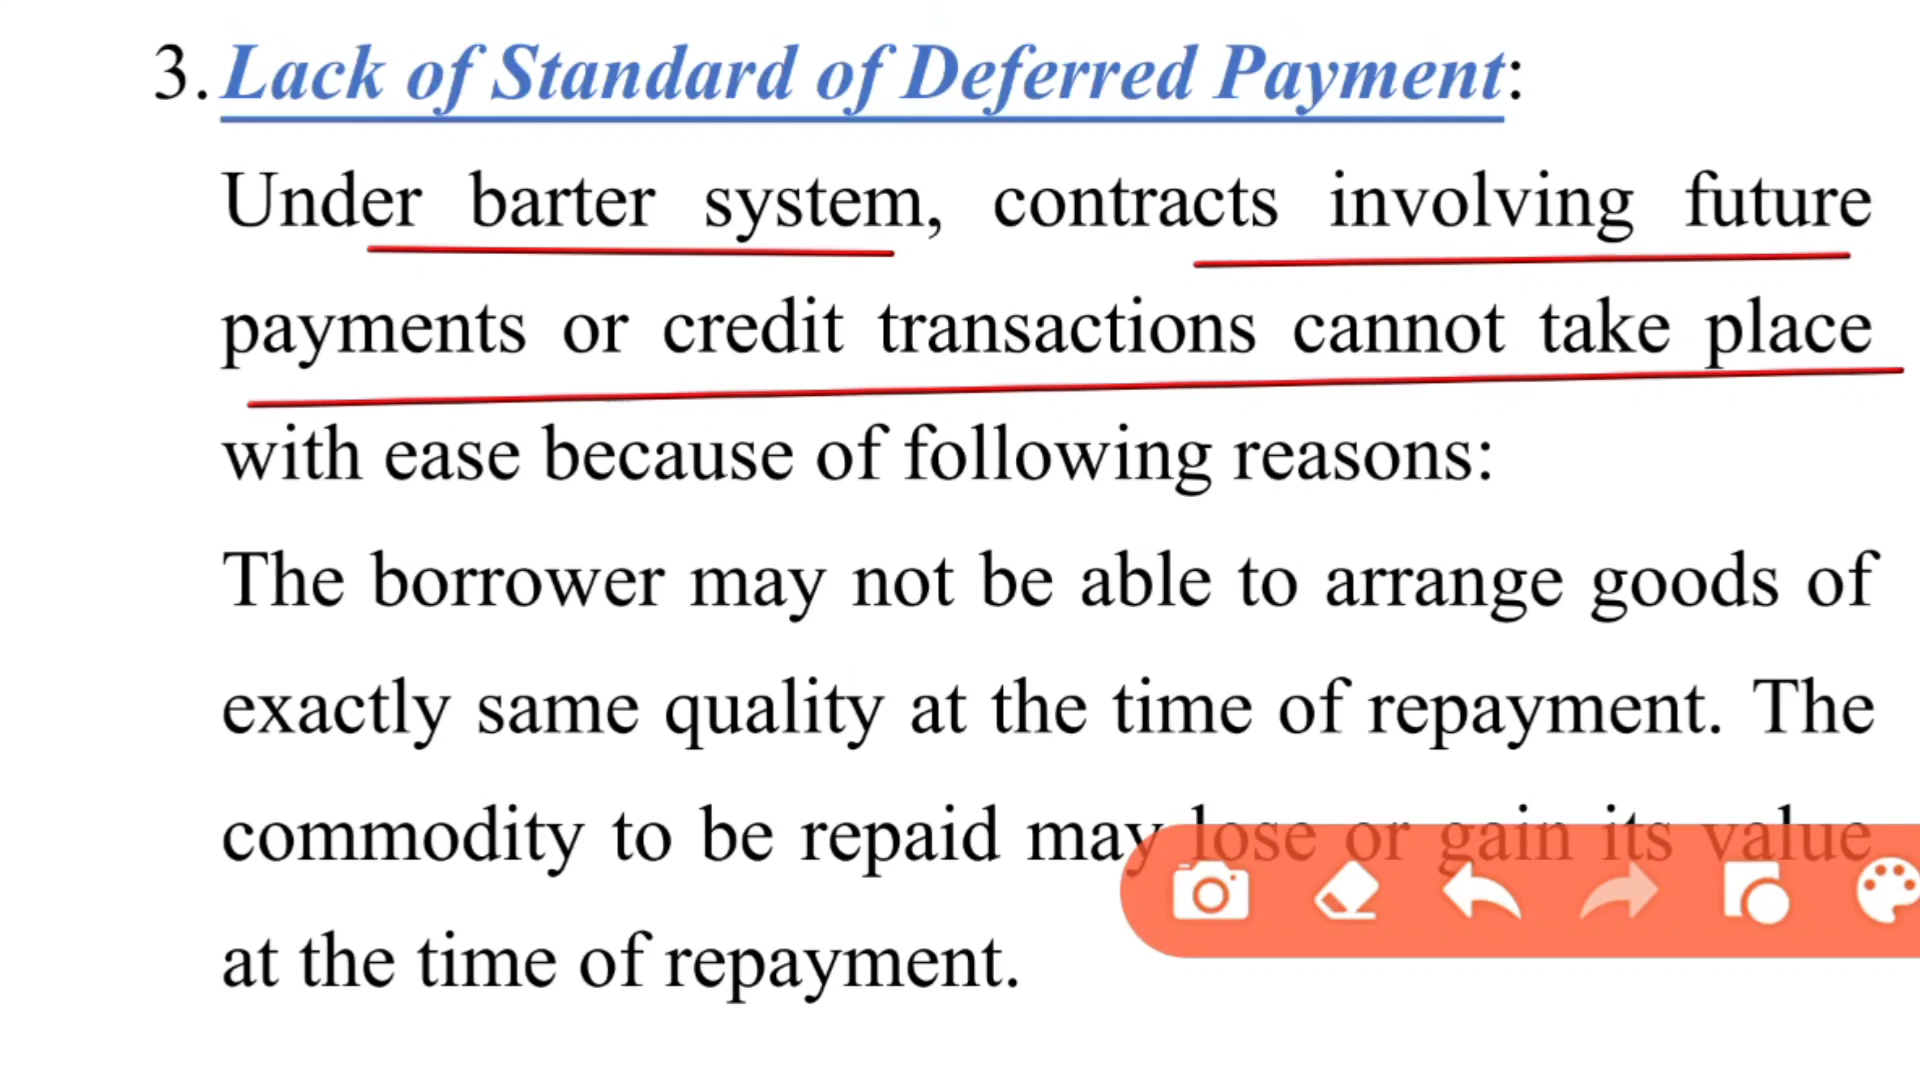 3. Lack of Standard of Deferred Payment:
Under barter system, contracts involving future
payments or credit transactions cannot take place
with ease because of following reasons:
The borrower may not be able to arrange goods of
exactly same quality at the time of repayment. The
commodity to be repaid may lose or gain its value
at the time of repayment.